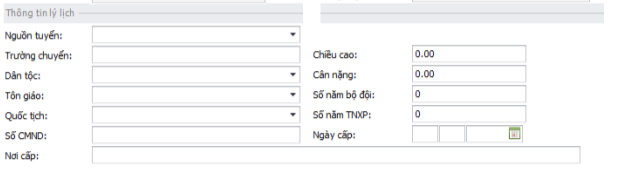 Thông tin lý lịch
Nguồn tuyển:
Trường chuyển: Chiều cao: 0.00
Dân tộc: Cân nặng: 0.00
Tôn giáo: Số năm bộ đội: 0
Quốc tịch: Số năm TNXP: 0
Số CMND: Ngày cấp:
Nơi cấp: